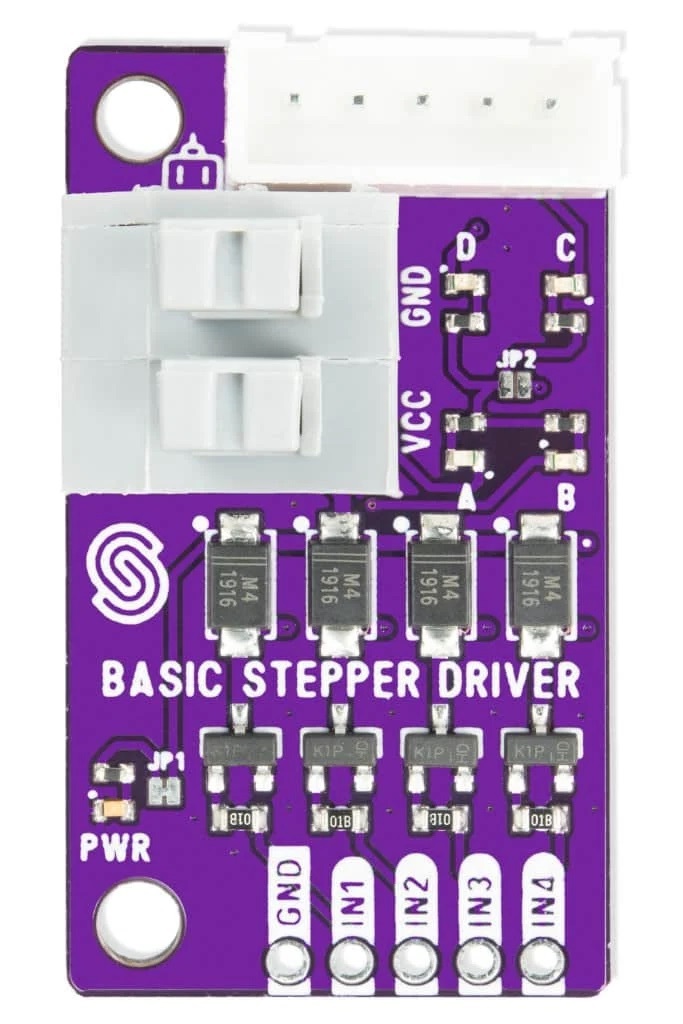 D C
GND
JP2
VCC
A B
M4 1916
M4 1916
M4 1916
M4 1916
BASIC STEPPER DRIVER
K1P
K1P
K1P
K1P
JP1
01B
01B
01B
01B
PWR
GND
IN1
IN2
IN3
IN4